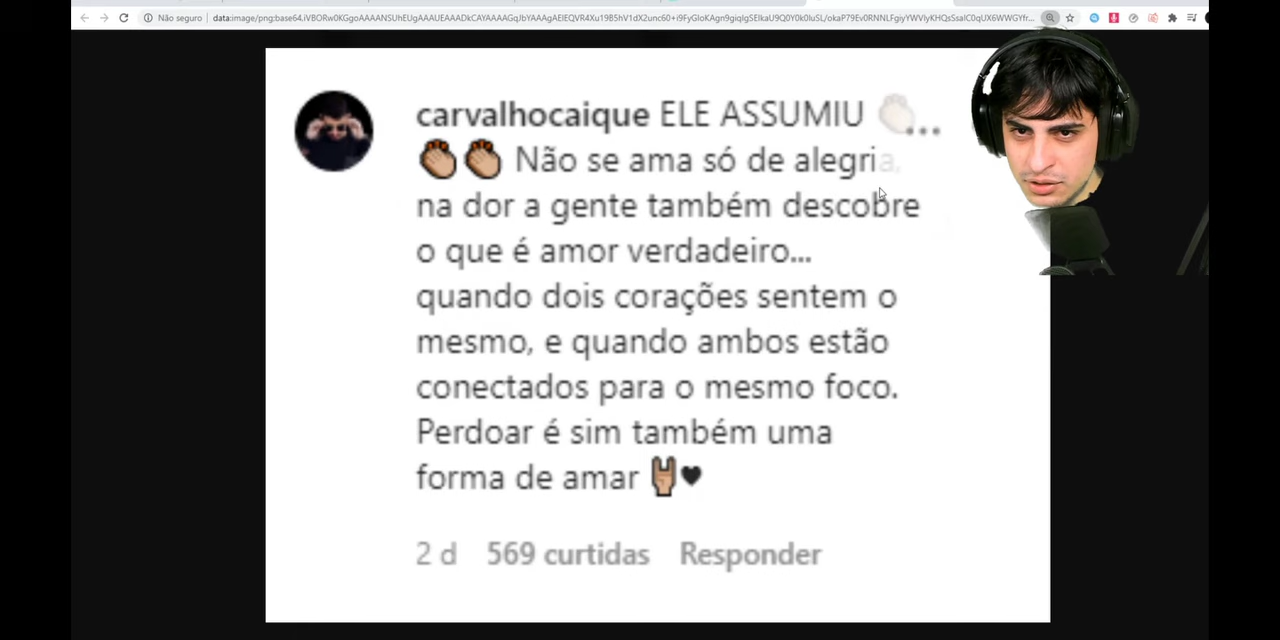 Não seguro
carvalhocaique ELE ASSUMIU 👏...
👏👏 Não se ama só de alegria,
na dor a gente também descobre
o que é amor verdadeiro...
quando dois corações sentem o
mesmo, e quando ambos estão
conectados para o mesmo foco.
Perdoar é sim também uma
forma de amar 🤘♥
2 d 569 curtidas Responder